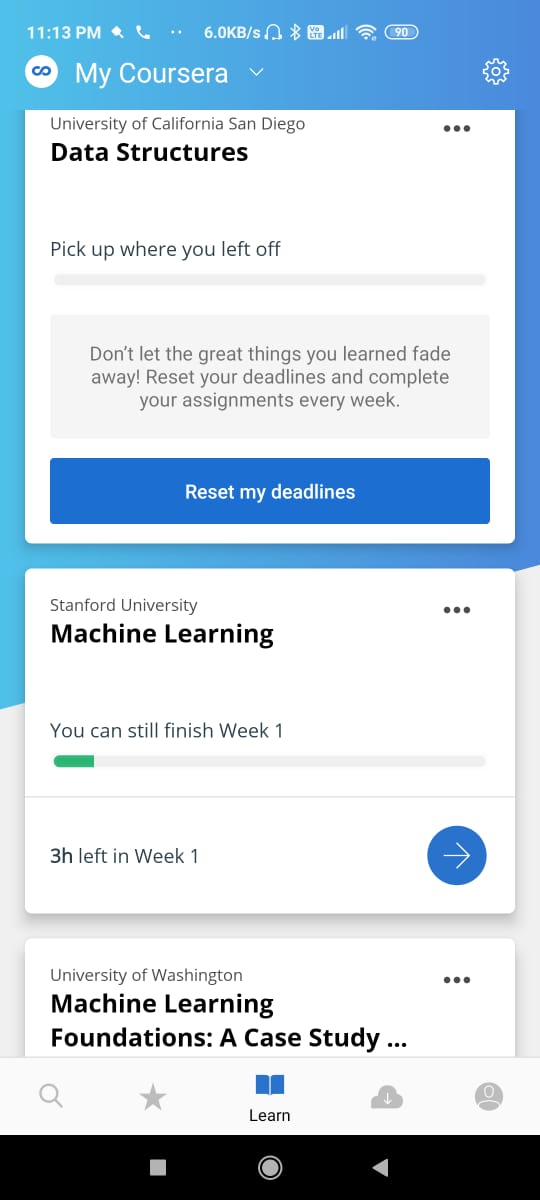 11:13 PM
6.0KB/s
Vo LTE
90
My Coursera
University of California San Diego
Data Structures
Pick up where you left off
Don’t let the great things you learned fade
away! Reset your deadlines and complete
your assignments every week.
Reset my deadlines
Stanford University
Machine Learning
You can still finish Week 1
3h left in Week 1
University of Washington
Machine Learning
Foundations: A Case Study ...
Learn